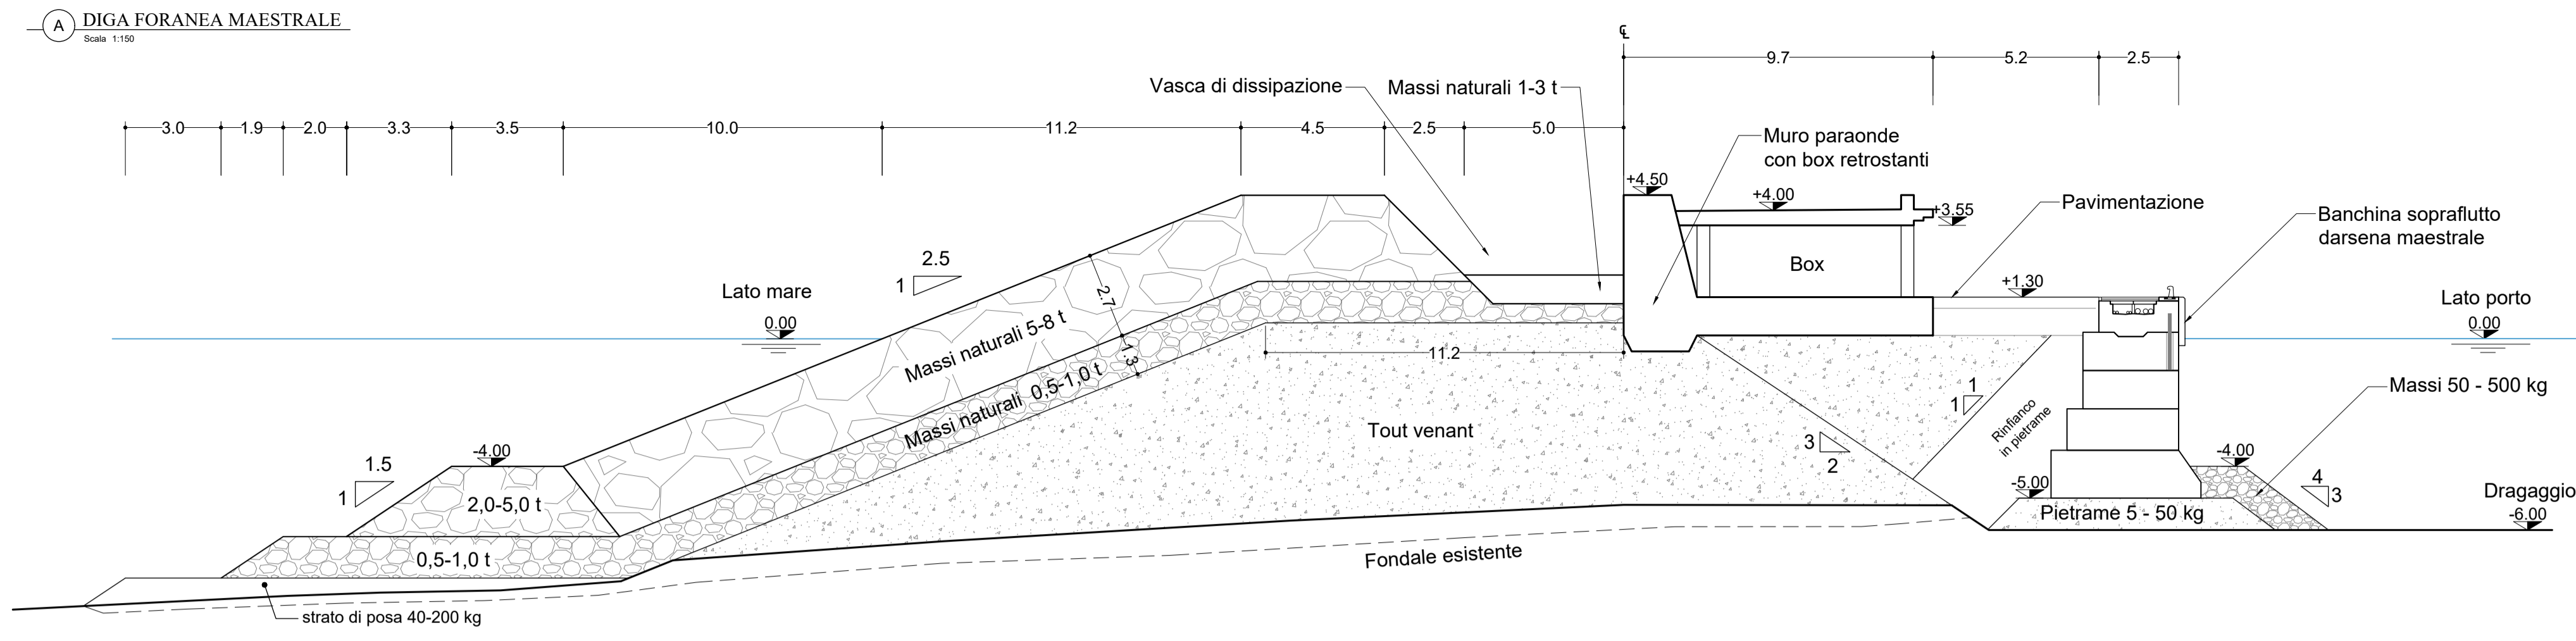 A DIGA FORANEA MAESTRALE
Scala 1:150
℄
9.7 5.2 2.5
Vasca di dissipazione
Massi naturali 1-3 t
3.0 1.9 2.0 3.3 3.5 10.0 11.2 4.5 2.5 5.0
Muro paraonde
con box retrostanti
+4.50
+4.00
+3.55
Pavimentazione
Banchina sopraflutto
darsena maestrale
2.5
1
Box
Lato mare
0.00
+1.30
Lato porto
0.00
2.7
Massi naturali 5-8 t
1.3
Massi naturali 0,5-1,0 t
11.2
1
1
Massi 50 - 500 kg
Rinfianco
in pietrame
Tout venant
3
2
-4.00
1.5
1
2,0-5,0 t
-4.00
-5.00
4
3
Dragaggio
-6.00
Pietrame 5 - 50 kg
0,5-1,0 t
Fondale esistente
strato di posa 40-200 kg